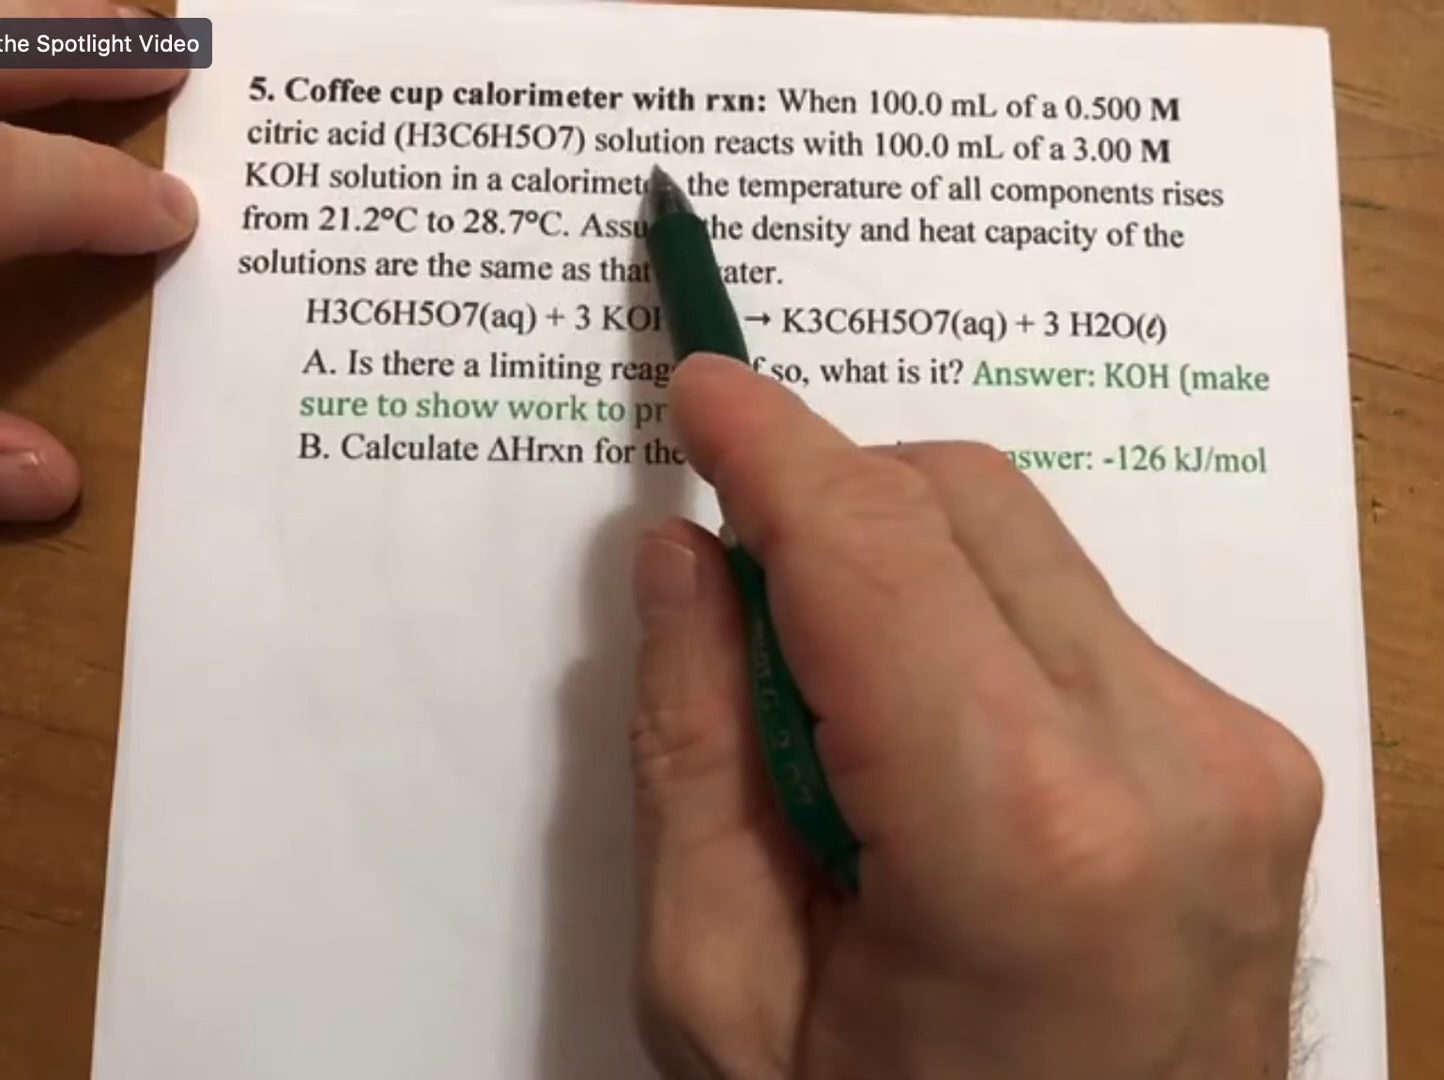 the Spotlight Video
5. Coffee cup calorimeter with rxn: When 100.0 mL of a 0.500 M
citric acid (H3C6H5O7) solution reacts with 100.0 mL of a 3.00 M
KOH solution in a the temperature of all components rises
from 21.2°C to 28.7°C. the density and heat capacity of the
solutions are the same as that
H3C6H5O7(aq) + 3 → K3C6H5O7(aq) + 3 H2O(ℓ)
A. Is there a limiting so, what is it? Answer: KOH (make
sure to show work to
B. Calculate ΔHrxn for -126 kJ/mol